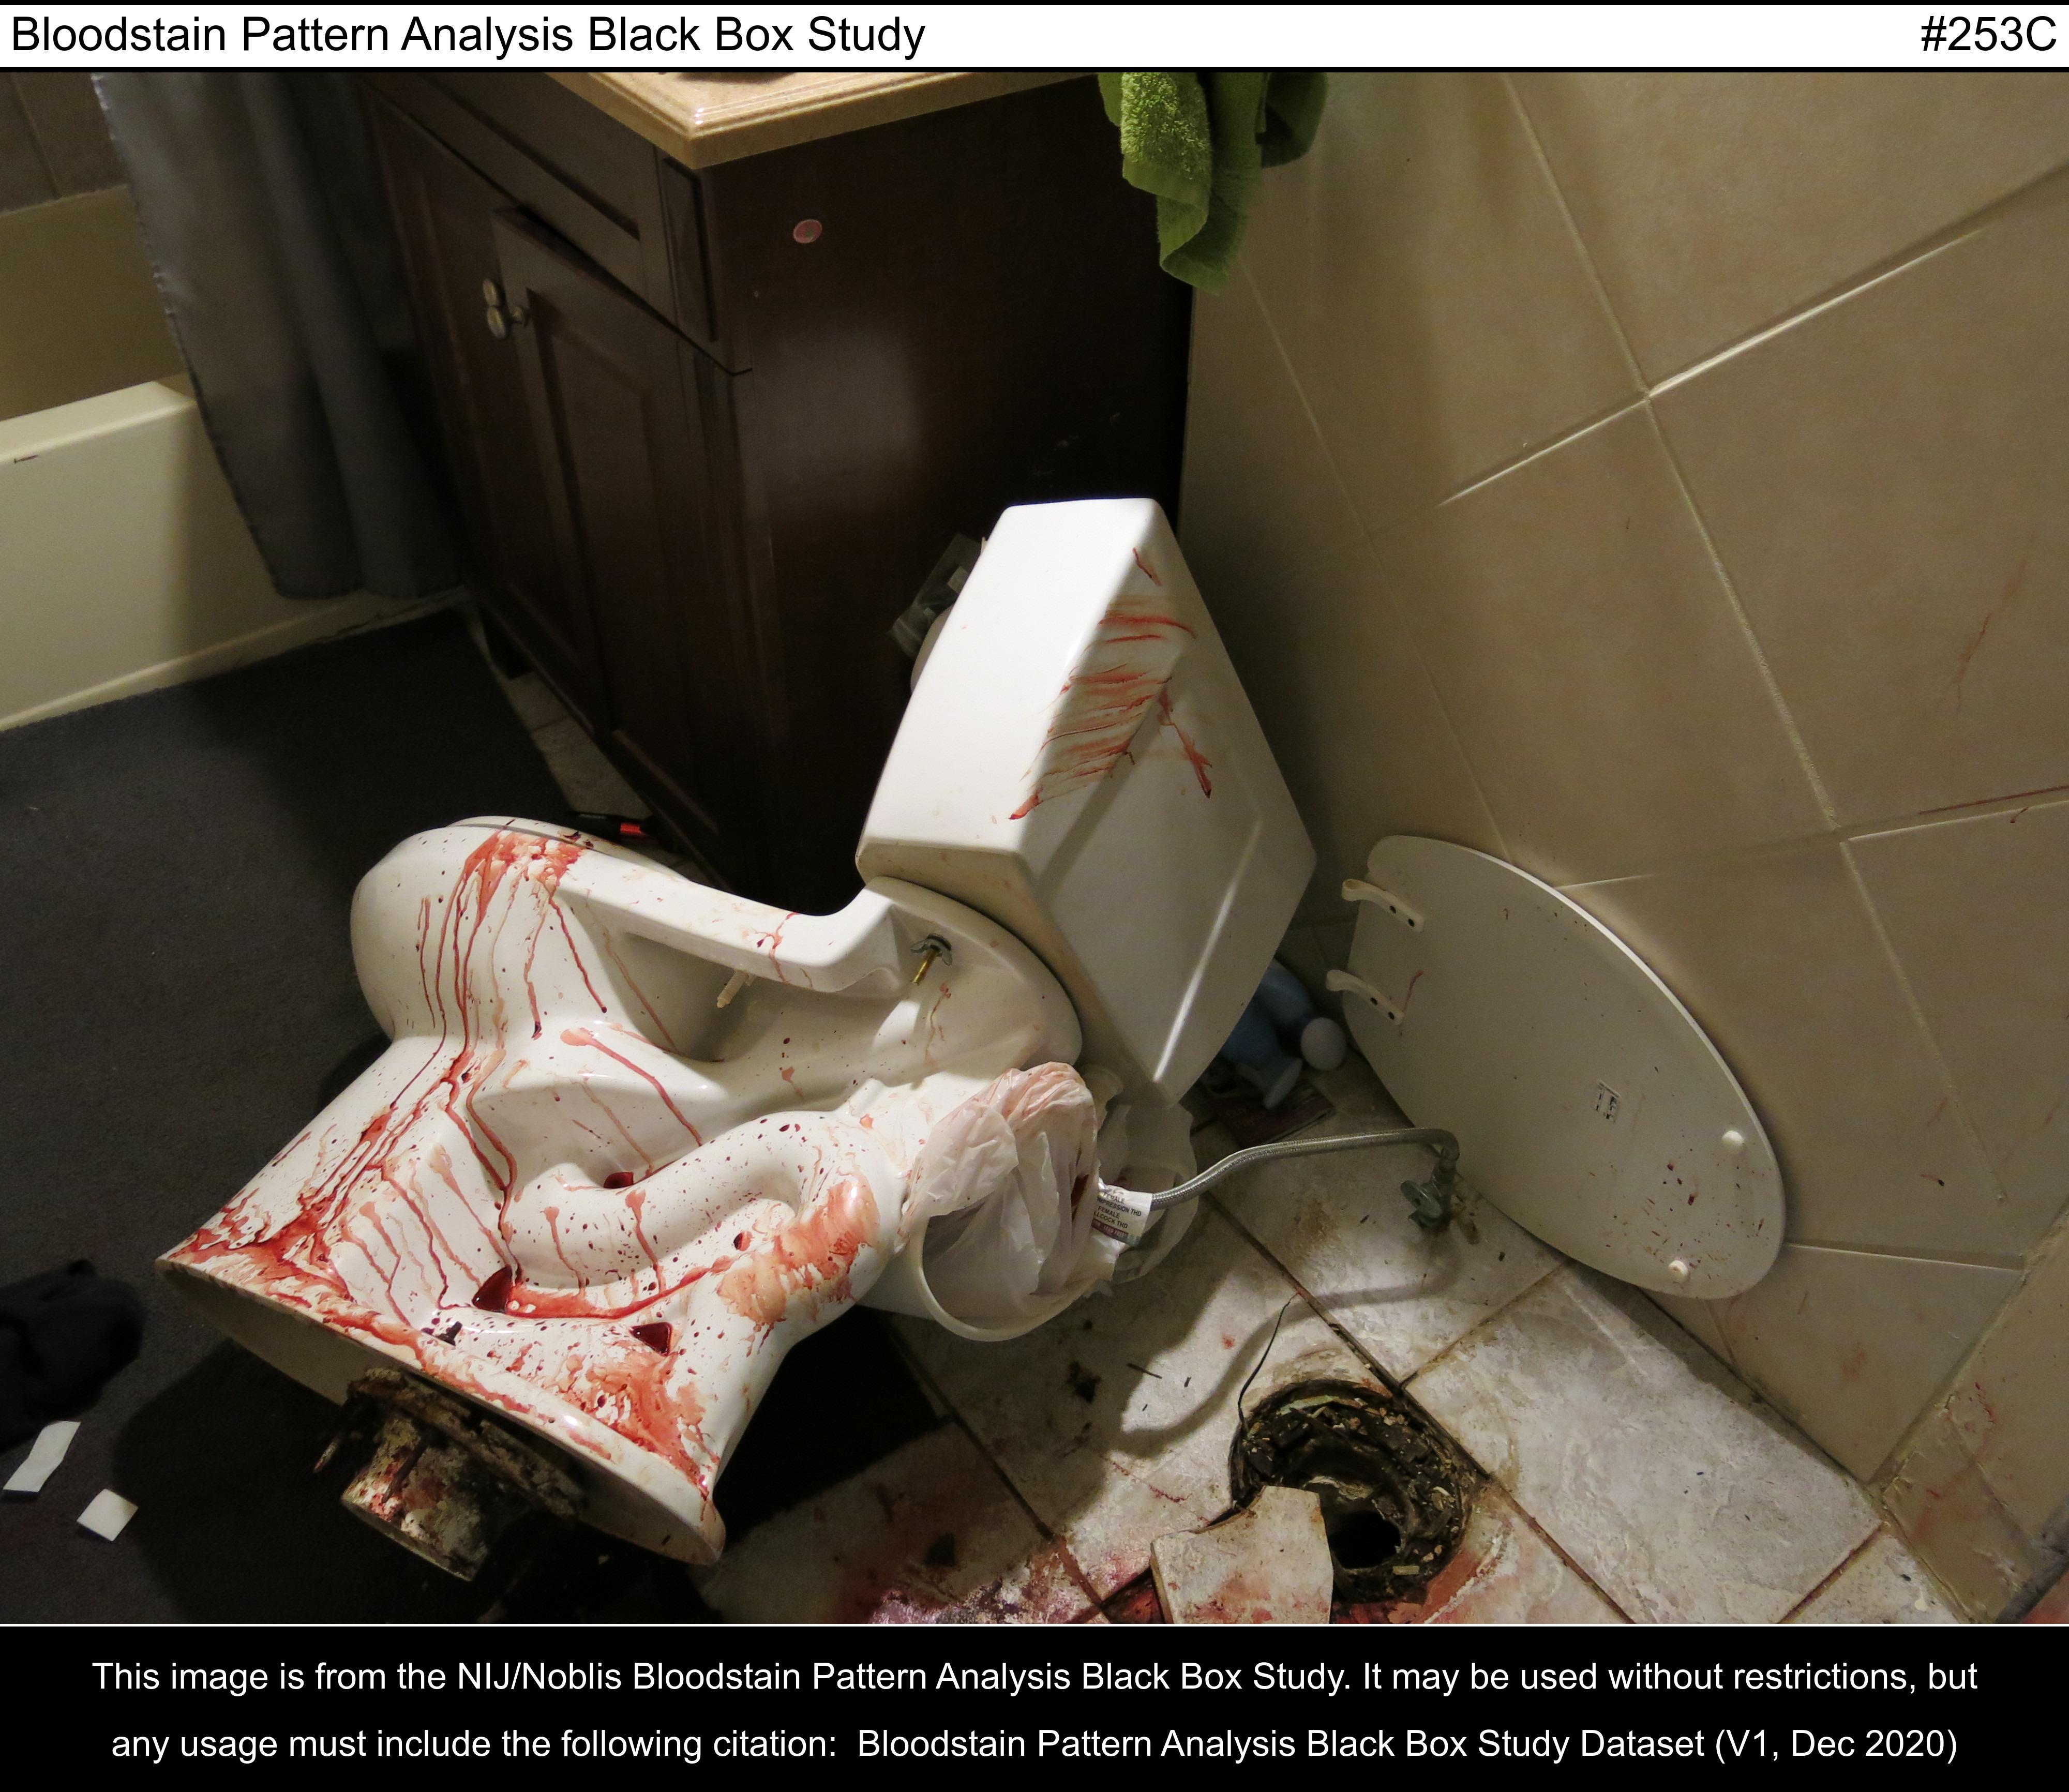 Bloodstain Pattern Analysis Black Box Study #253C
FEMALE
This image is from the NIJ/Noblis Bloodstain Pattern Analysis Black Box Study. It may be used without restrictions, but
any usage must include the following citation: Bloodstain Pattern Analysis Black Box Study Dataset (V1, Dec 2020)